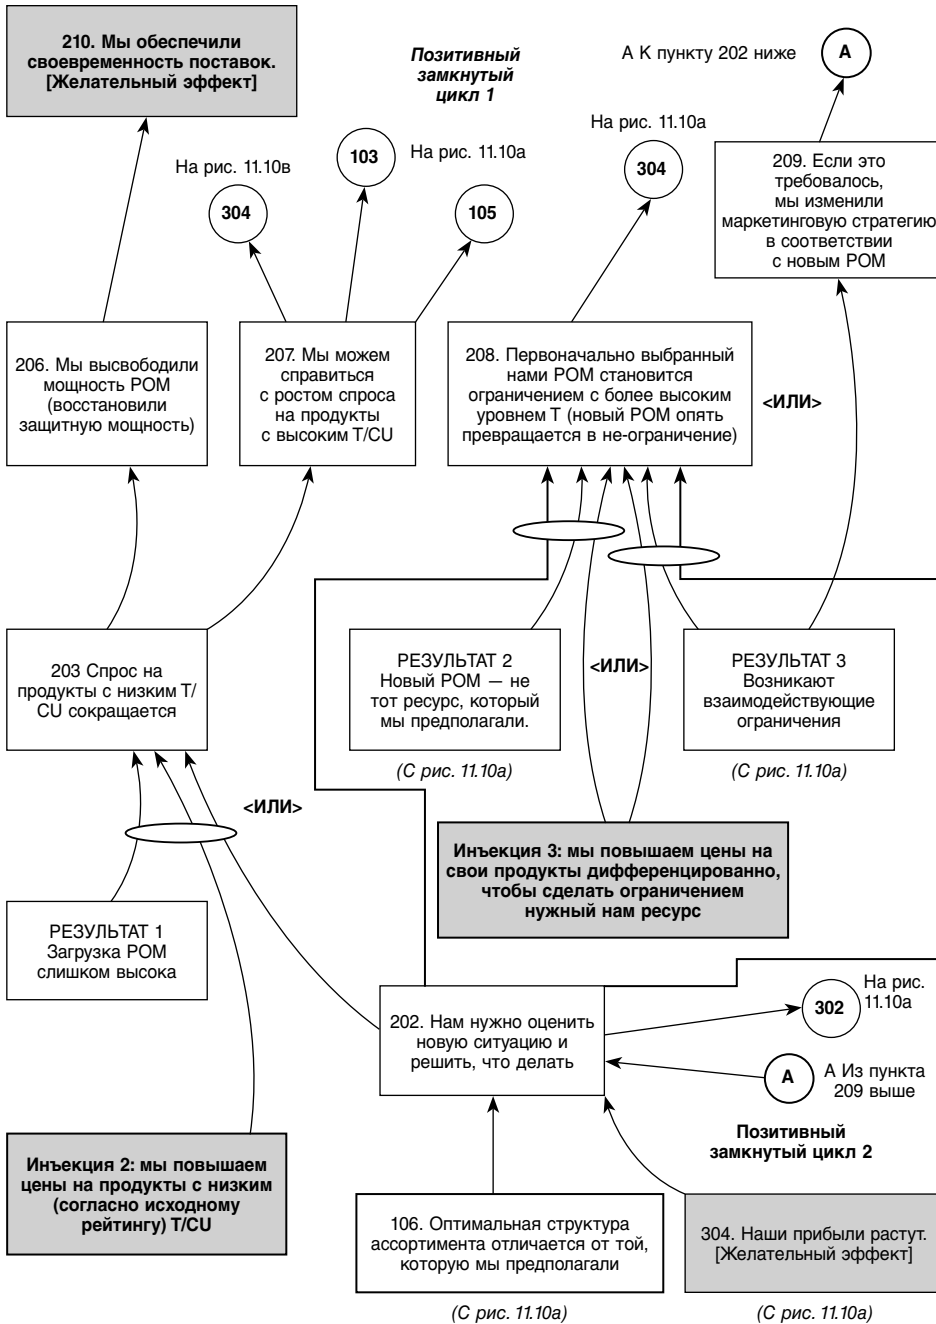 210. Мы обеспечили
своевременность поставок.
[Желательный эффект]
Позитивный
замкнутый
цикл 1
А К пункту 202 ниже
А
На рис. 11.10в
304
103
На рис. 11.10а
105
На рис. 11.10а
304
209. Если это
требовалось,
мы изменили
маркетинговую стратегию
в соответствии
с новым РОМ
206. Мы высвободили
мощность РОМ
(восстановили
защитную мощность)
207. Мы можем
справиться
с ростом спроса
на продукты
с высоким T/CU
208. Первоначально выбранный
нами РОМ становится
ограничением с более высоким
уровнем Т (новый РОМ опять
превращается в не-ограничение)
<ИЛИ>
203 Спрос на
продукты с низким T/
CU сокращается
РЕЗУЛЬТАТ 2
Новый РОМ — не
тот ресурс, который
мы предполагали.
(С рис. 11.10а)
<ИЛИ>
РЕЗУЛЬТАТ 3
Возникают
взаимодействующие
ограничения
(С рис. 11.10а)
<ИЛИ>
Инъекция 3: мы повышаем цены на
свои продукты дифференцированно,
чтобы сделать ограничением
нужный нам ресурс
РЕЗУЛЬТАТ 1
Загрузка РОМ
слишком высока
202. Нам нужно оценить
новую ситуацию и
решить, что делать
302
На рис.
11.10а
А
А Из пункта
209 выше
Позитивный
замкнутый цикл 2
Инъекция 2: мы повышаем
цены на продукты с низким
(согласно исходному
рейтингу) T/CU
106. Оптимальная структура
ассортимента отличается от той,
которую мы предполагали
(С рис. 11.10а)
304. Наши прибыли растут.
[Желательный эффект]
(С рис. 11.10а)